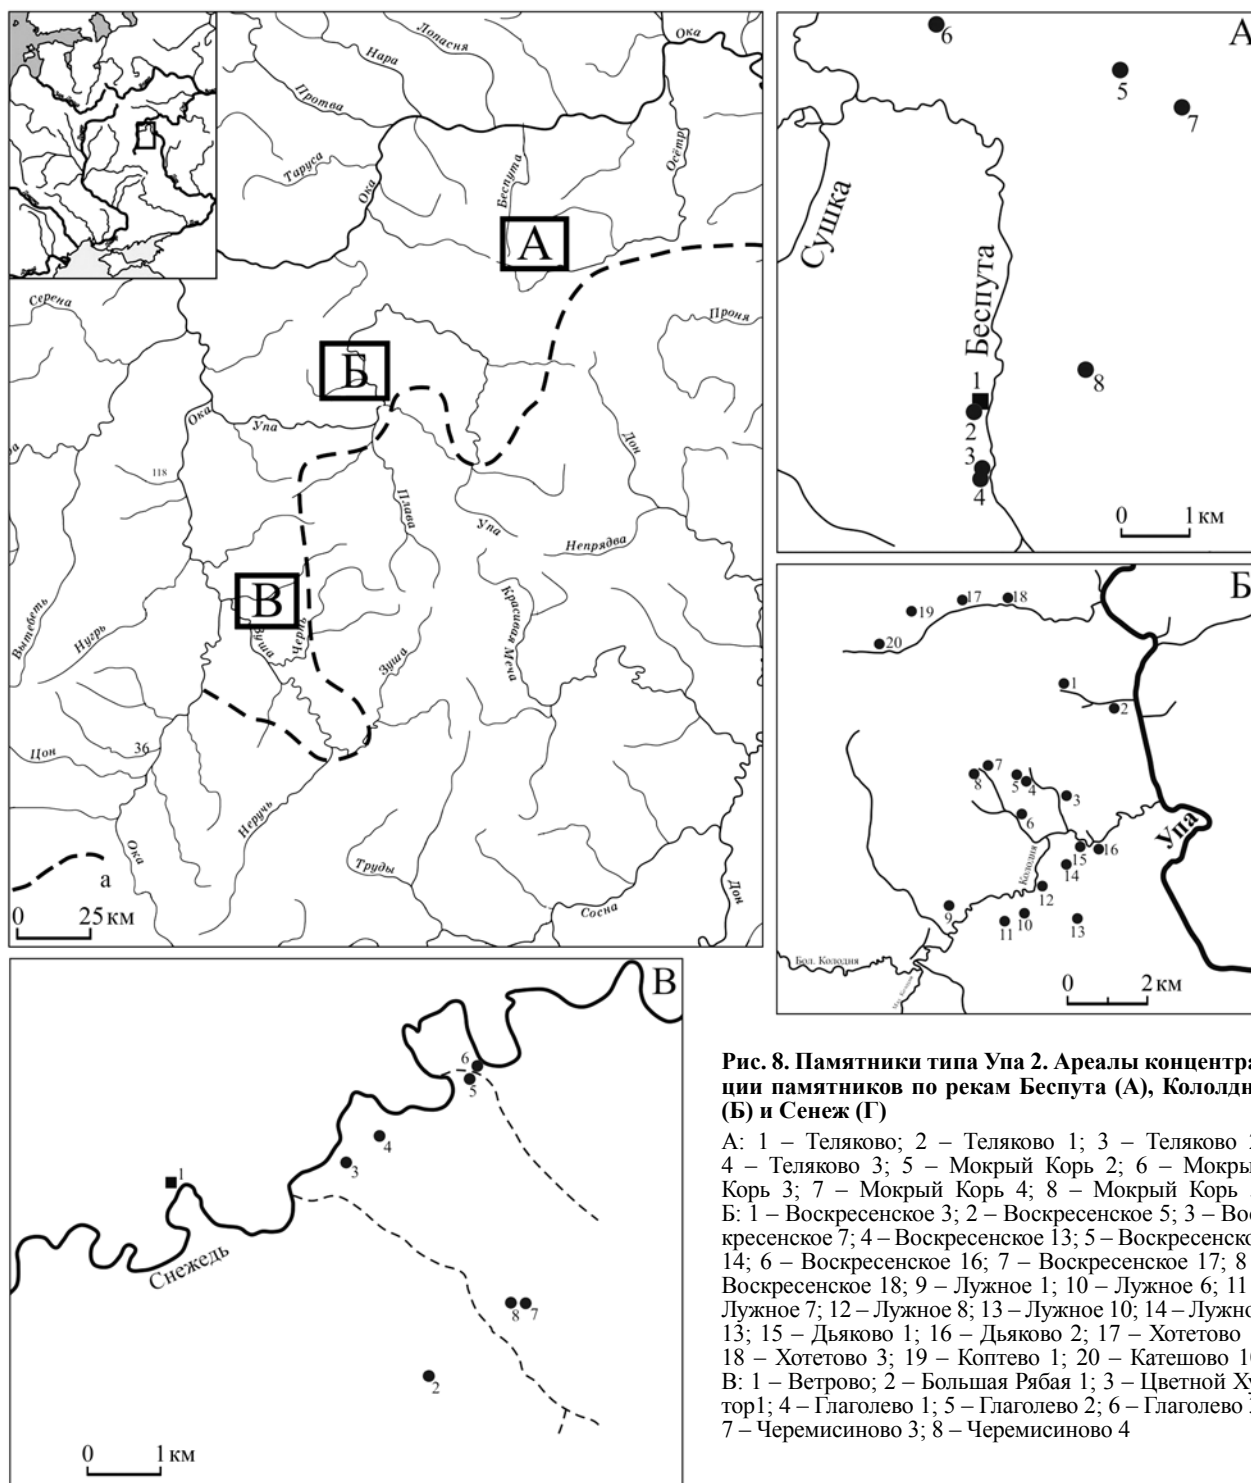 Лопасня
Ока
Нара
Протва
Таруса
Ока
Беспута
Осётр
А
Серена
Проня
Б
Ока
Упа
Дон
118
Плава
Упа
Непрядва
В
Вытебеть
Нугрь
Зуша
Чернь
Зуша
Красивая Меча
Цон
36
Неручь
Ока
Труды
Сосна
Дон
а
0 25 км
А
6
5
7
Сушка
Беспута
1
8
2
3
4
0 1 км
Б
19
17
18
20
1
2
7
8
5
4
3
6
Упа
15
16
14
Колодня
12
9
11
10
13
Бол. Колодня
0 2 км
В
6
5
4
3
1
Снежедь
8
7
2
0 1 км
Рис. 8. Памятники типа Упа 2. Ареалы концентра
ции памятников по рекам Беспута (А), Кололдн
(Б) и Сенеж (Г)
А: 1 – Теляково; 2 – Теляково 1; 3 – Теляково
4 – Теляково 3; 5 – Мокрый Корь 2; 6 – Мокры
Корь 3; 7 – Мокрый Корь 4; 8 – Мокрый Корь
Б: 1 – Воскресенское 3; 2 – Воскресенское 5; 3 – Вос
кресенское 7; 4 – Воскресенское 13; 5 – Воскресенско
14; 6 – Воскресенское 16; 7 – Воскресенское 17; 8
Воскресенское 18; 9 – Лужное 1; 10 – Лужное 6; 11
Лужное 7; 12 – Лужное 8; 13 – Лужное 10; 14 – Лужно
13; 15 – Дьяково 1; 16 – Дьяково 2; 17 – Хотетово
18 – Хотетово 3; 19 – Коптево 1; 20 – Катешово 1
В: 1 – Ветрово; 2 – Большая Рябая 1; 3 – Цветной Ху
тор1; 4 – Глаголево 1; 5 – Глаголево 2; 6 – Глаголево
7 – Черемисиново 3; 8 – Черемисиново 4